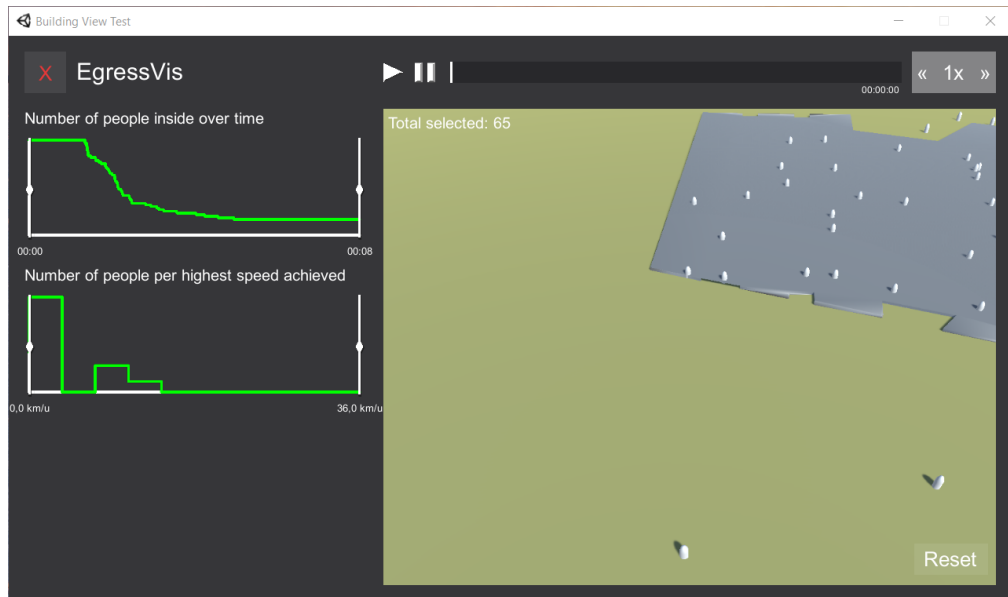 Building View Test
X EgressVis
« 1x »
00:00:00
Number of people inside over time
Total selected: 65
00:00 00:08
Number of people per highest speed achieved
0,0 km/u 36,0 km/u
Reset